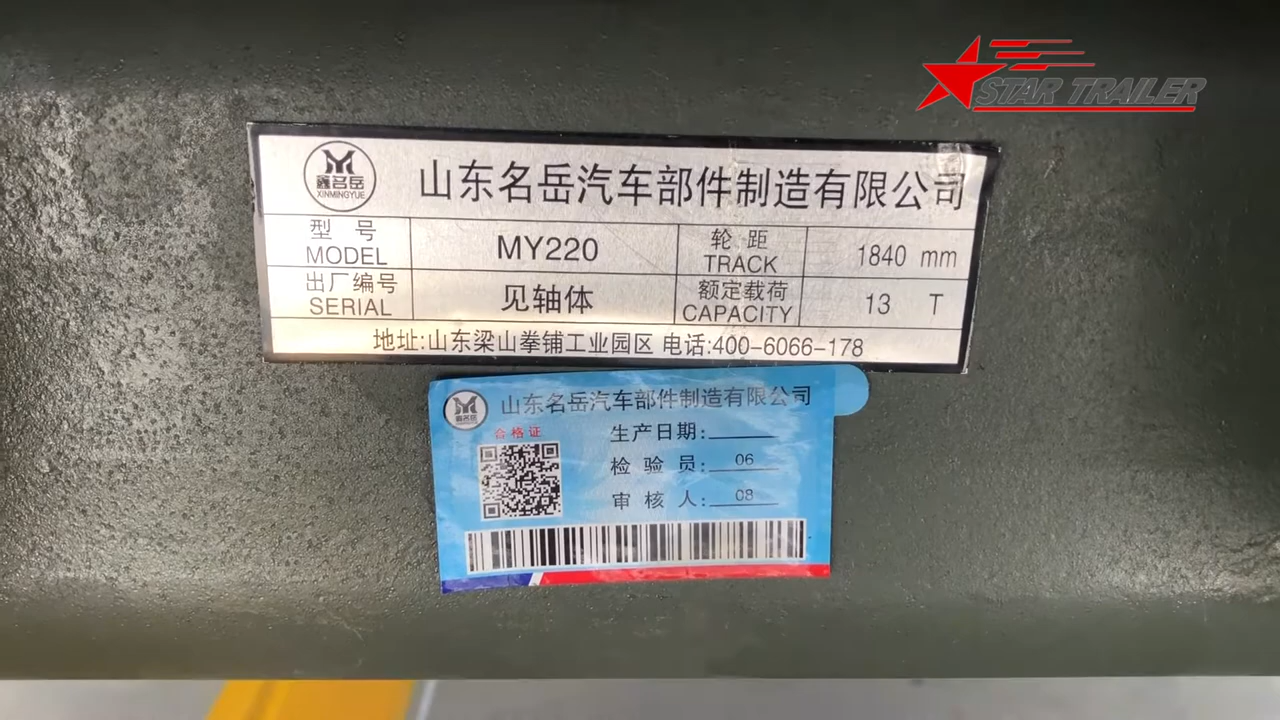 STAR TRAILER
鑫名岳
XINMINGYUE
山东名岳汽车部件制造有限公司
型 号 MY220 轮 距 1840 mm
MODEL TRACK
出厂编号 见轴体 额定载荷 13 T
SERIAL CAPACITY
地址:山东梁山拳铺工业园区 电话:400-6066-178
鑫名岳
山东名岳汽车部件制造有限公司
合格证
生产日期:
检 验 员: 06
审 核 人: 08